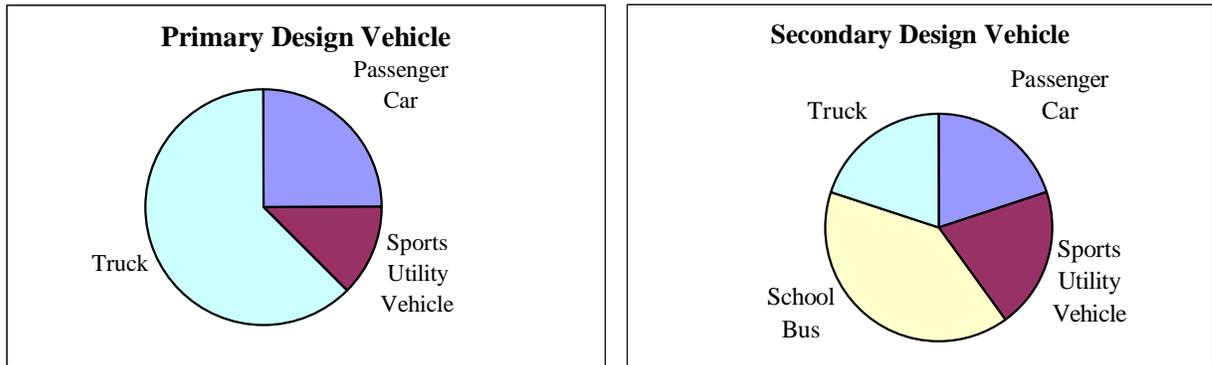 Primary Design Vehicle
Passenger
Car
Sports
Utility
Vehicle
Truck
Secondary Design Vehicle
Passenger
Car
Truck
Sports
Utility
Vehicle
School
Bus